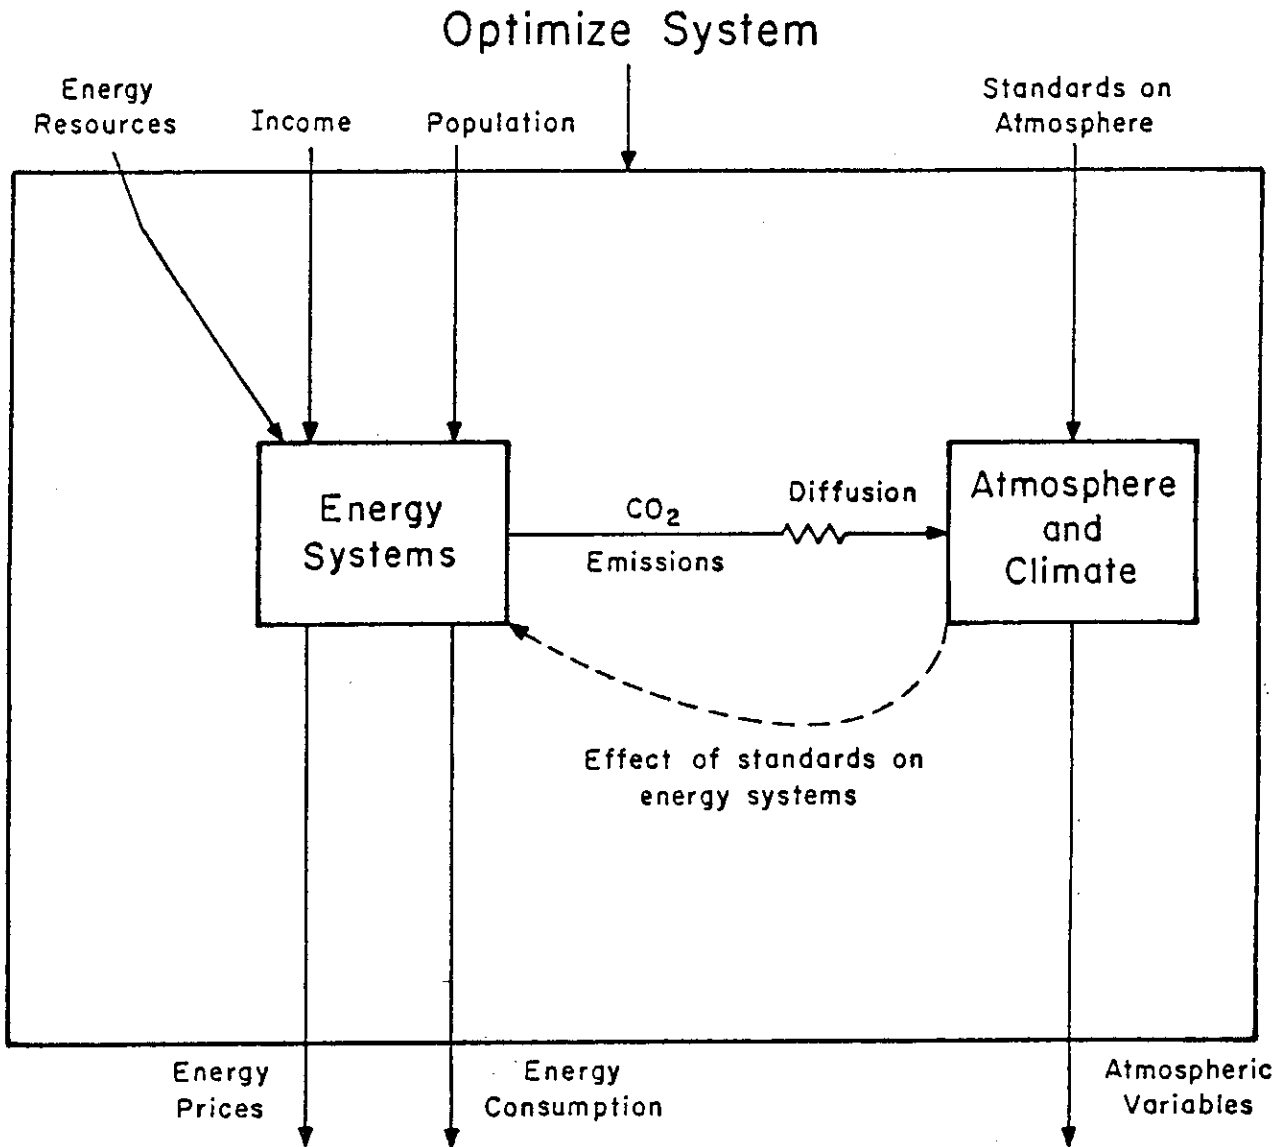 Optimize System
Energy
Resources
Income
Population
Standards on
Atmosphere
Energy
Systems
CO₂
Emissions
Diffusion
Atmosphere
and
Climate
Effect of standards on
energy systems
Energy
Prices
Energy
Consumption
Atmospheric
Variables